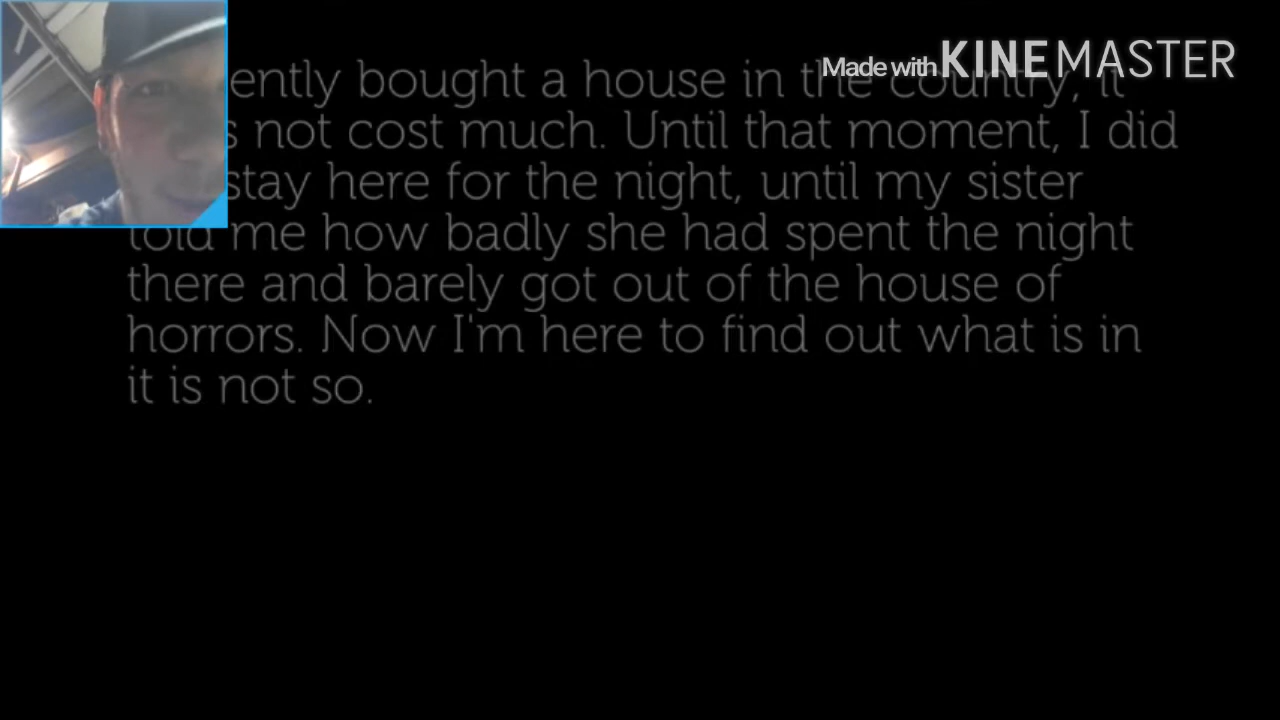 Made with KINEMASTER
ently bought a house in the country, it
s not cost much. Until that moment, I did
stay here for the night, until my sister
told me how badly she had spent the night
there and barely got out of the house of
horrors. Now I'm here to find out what is in
it is not so.